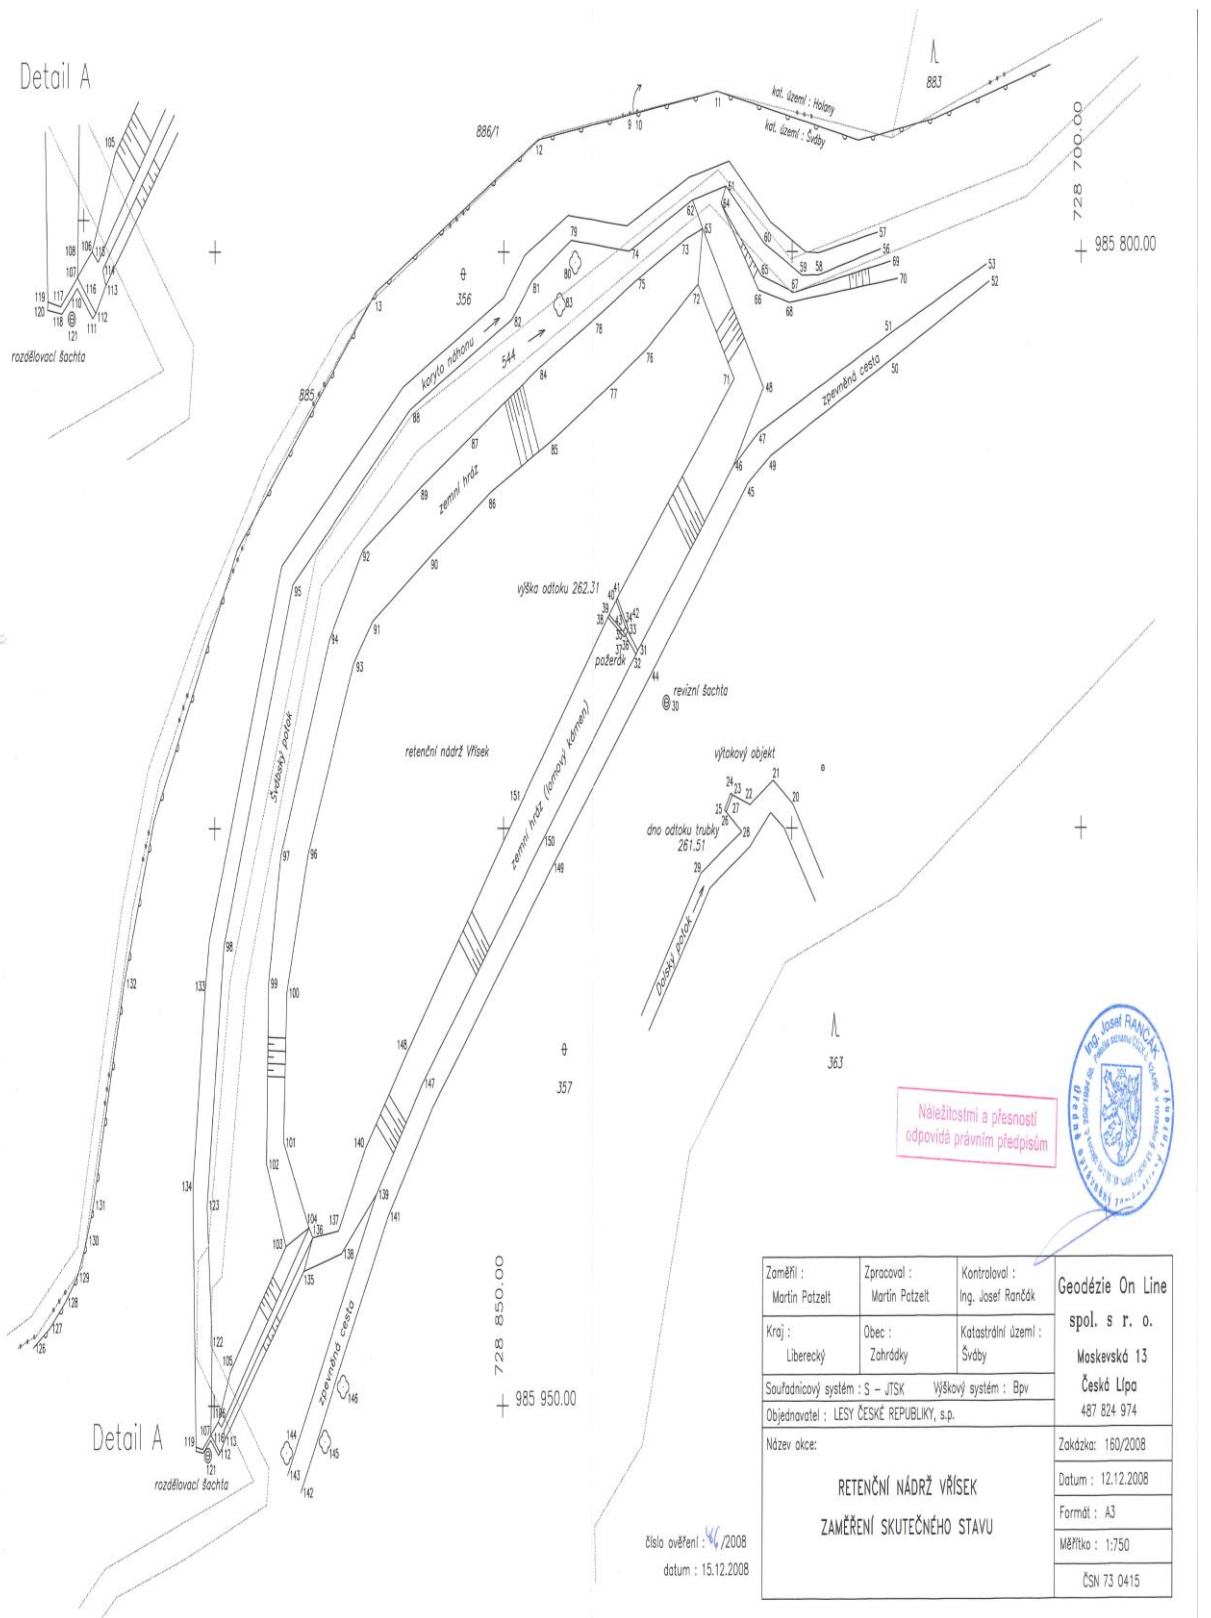 Detail A
105
108
106
115
107
114
116
113
119
117
110
120
118
112
111
121
rozdělovací šachta
883
886/1
12
9 10
11
kat. území : Holany
kat. území : Šváby
728 700.00
985 800.00
13
79
356
80
81
83
82
74
62
61
64
63
73
60
57
56
59 58
69
65
67
70
66
68
53
52
75
72
78
76
koryto náhonu
544
84
51
50
zpevněná cesta
885
71
48
77
88
87
85
47
46
49
45
zemní hráz
89
86
92
90
výška odtoku 262.31
41
40
95
39
38
43
34
42
33
36
37
31
32
požerák
94
91
93
44
revizní šachta
30
Švábský potok
retenční nádrž Vřísek
výtokový objekt
21
24
23
22
20
25
27
26
28
dno odtoku trubky
261.51
29
151
zemní hráz (lomový kámen)
150
149
97
96
98
99
100
133
132
Dolský potok
148
147
357
363
101
102
140
134
131
123
139
141
104
136
137
103
138
130
129
135
128
127
126
122
105
728 850.00
985 950.00
zpevněná cesta
146
144
145
143
142
Detail A
106
107
116
113
119
112
121
rozdělovací šachta
Náležitostmi a přesností
odpovídá právním předpisům
Ing. Josef RANČÁK
Zaměřil :
Martin Patzelt
Zpracoval :
Martin Patzelt
Kontroloval :
Ing. Josef Rančák
Geodézie On Line
spol. s r. o.
Moskevská 13
Česká Lípa
487 824 974
Kraj :
Liberecký
Obec :
Zahrádky
Katastrální území :
Šváby
Souřadnicový systém : S - JTSK Výškový systém : Bpv
Objednavatel : LESY ČESKÉ REPUBLIKY, s.p.
Název akce:
RETENČNÍ NÁDRŽ VŘÍSEK
ZAMĚŘENÍ SKUTEČNÉHO STAVU
Zakázka: 160/2008
Datum : 12.12.2008
Formát : A3
Měřítko : 1:750
ČSN 73 0415
číslo ověření : /2008
datum : 15.12.2008